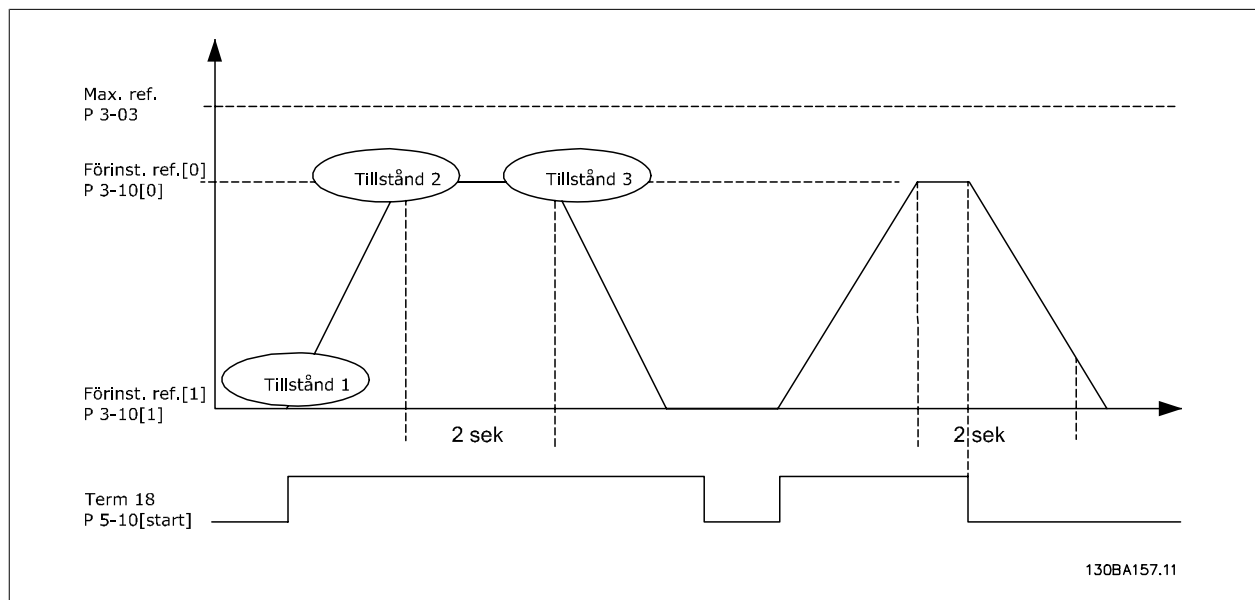 Max. ref.
P 3-03
Förinst. ref.[0]
P 3-10[0]
Tillstånd 2
Tillstånd 3
Tillstånd 1
Förinst. ref.[1]
P 3-10[1]
2 sek
2 sek
Term 18
P 5-10[start]
130BA157.11